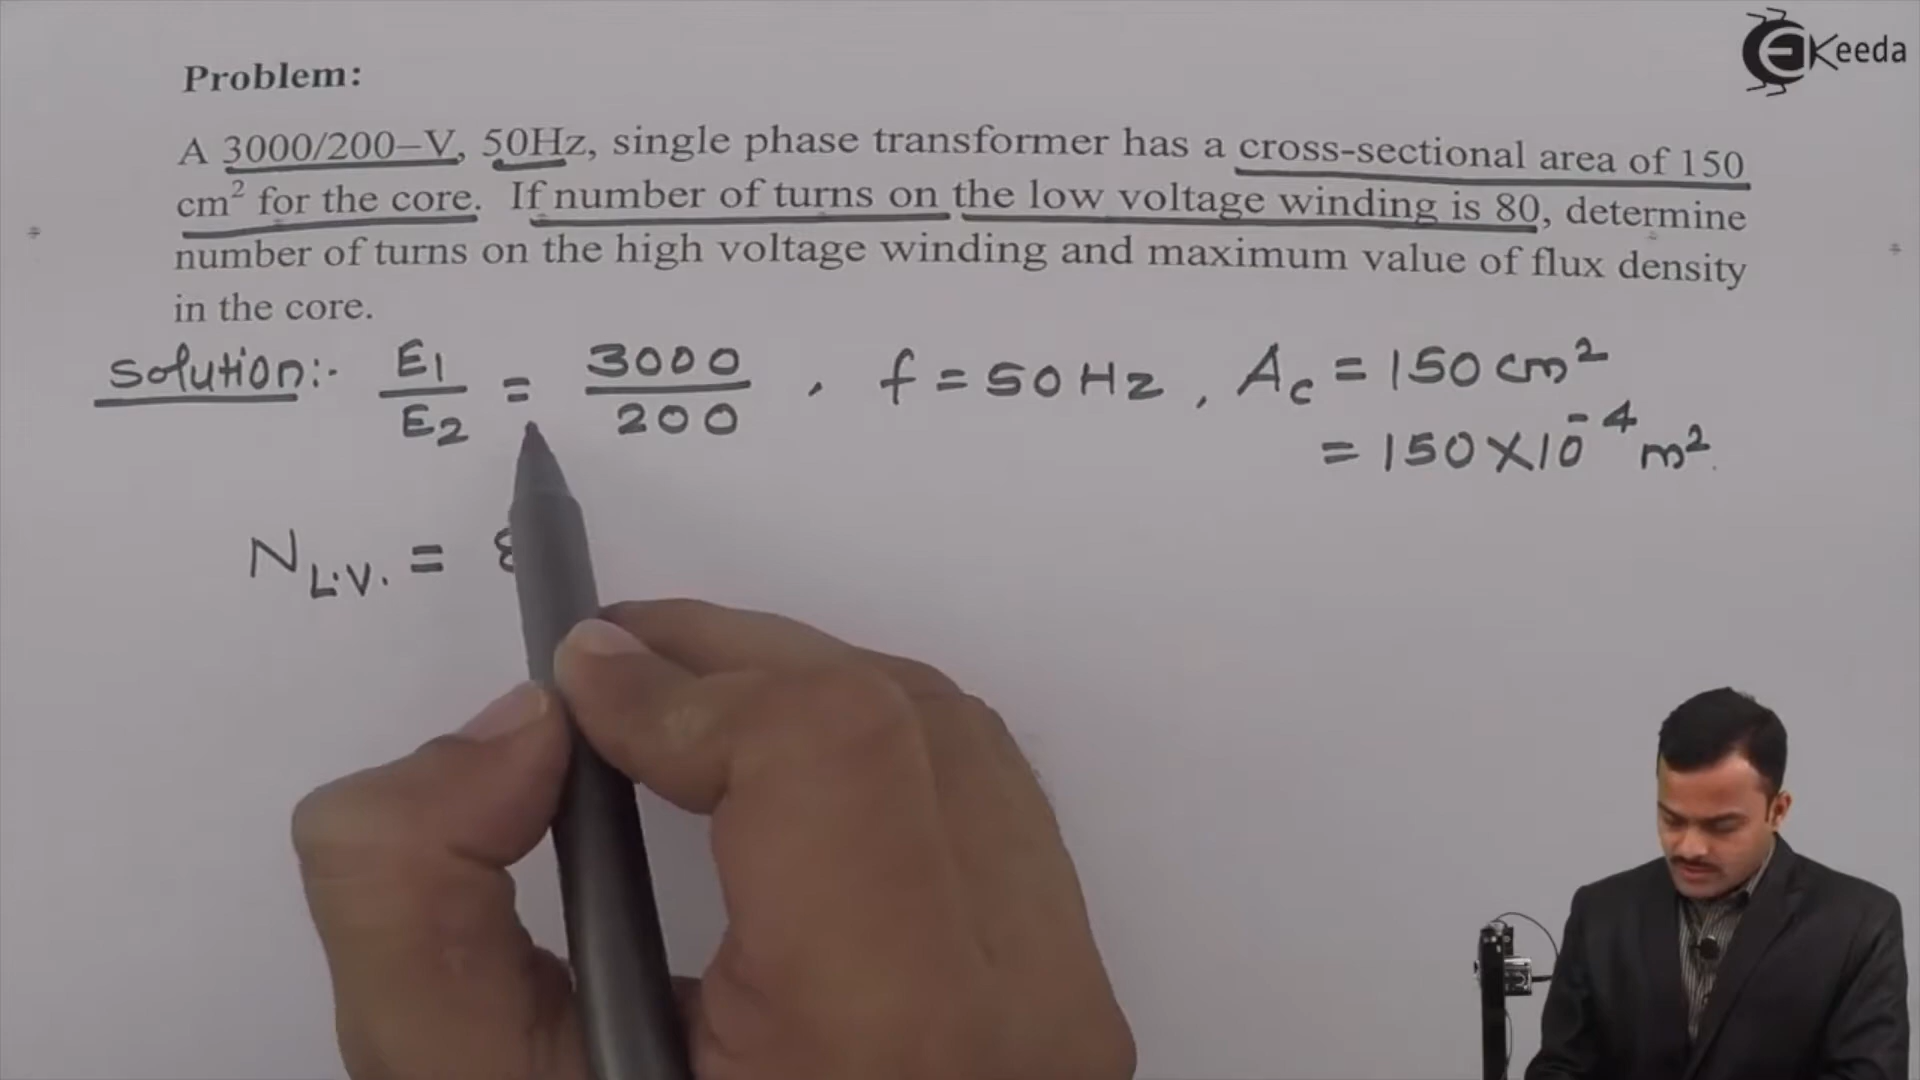 EKeeda
Problem:
A 3000/200–V, 50Hz, single phase transformer has a cross-sectional area of 150
cm² for the core. If number of turns on the low voltage winding is 80, determine
number of turns on the high voltage winding and maximum value of flux density
in the core.
Solution:- E1/E2 = 3000/200 , f = 50 Hz , Ac = 150 cm²
= 150 × 10⁻⁴ m².
N L.V. =